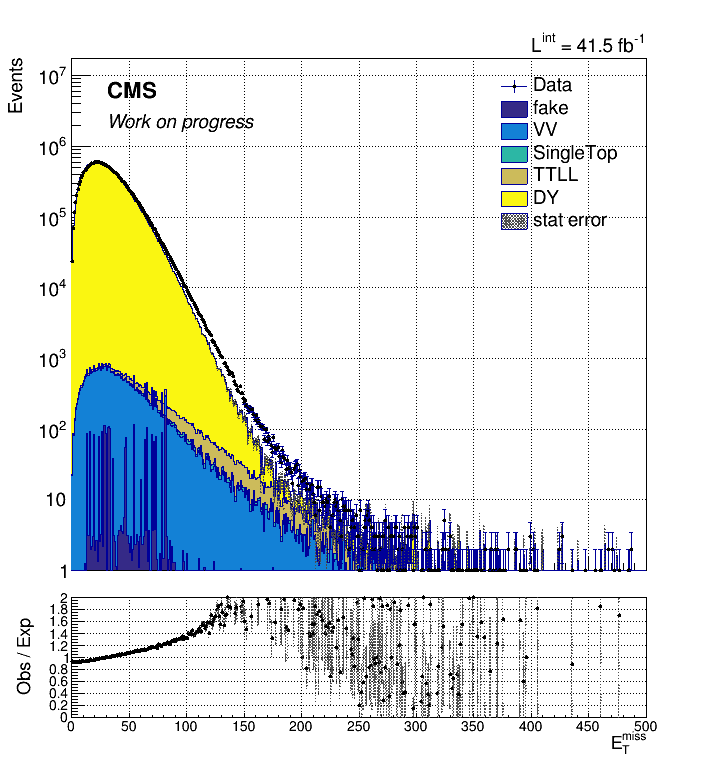 L^int = 41.5 fb^-1
Events
10^7
10^6
10^5
10^4
10^3
10^2
10
1
CMS
Work on progress
Data
fake
VV
SingleTop
TTLL
DY
stat error
Obs / Exp
2
1.8
1.6
1.4
1.2
1
0.8
0.6
0.4
0.2
0
0 50 100 150 200 250 300 350 400 450 500
E_T^miss